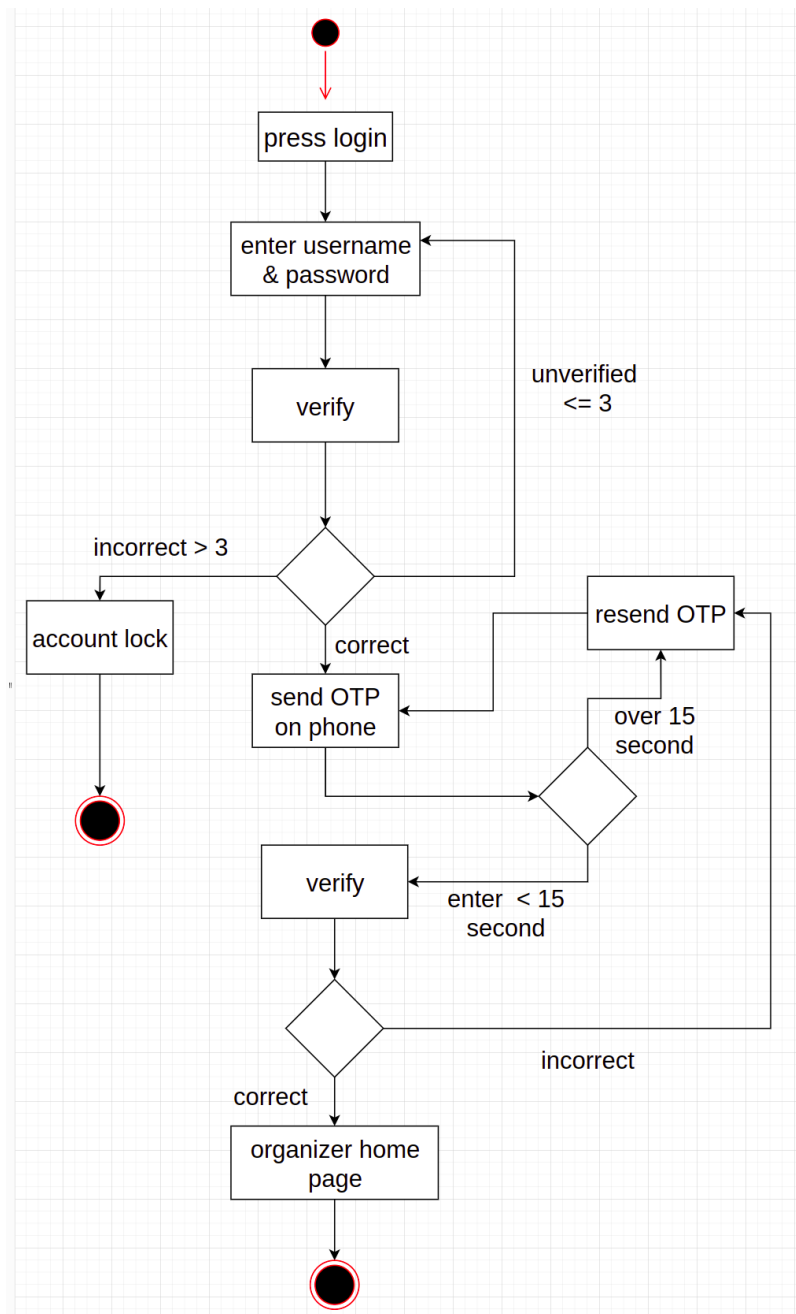 press login
enter username
& password
unverified
<= 3
verify
incorrect > 3
account lock
correct
resend OTP
send OTP
on phone
over 15
second
verify
enter  < 15
second
incorrect
correct
organizer home
page